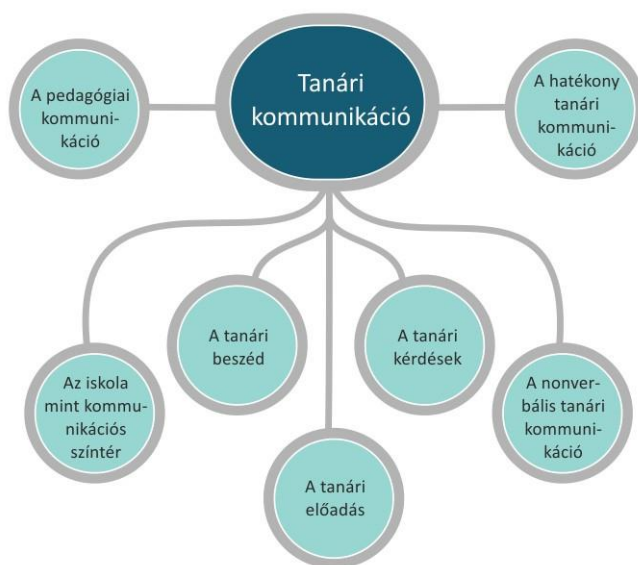 Tanári
kommunikáció
A pedagógiai
kommuni-
káció
A hatékony
tanári
kommuni-
káció
Az iskola
mint kommu-
nikációs
színtér
A tanári
beszéd
A tanári
előadás
A tanári
kérdések
A nonver-
bális tanári
kommuni-
káció